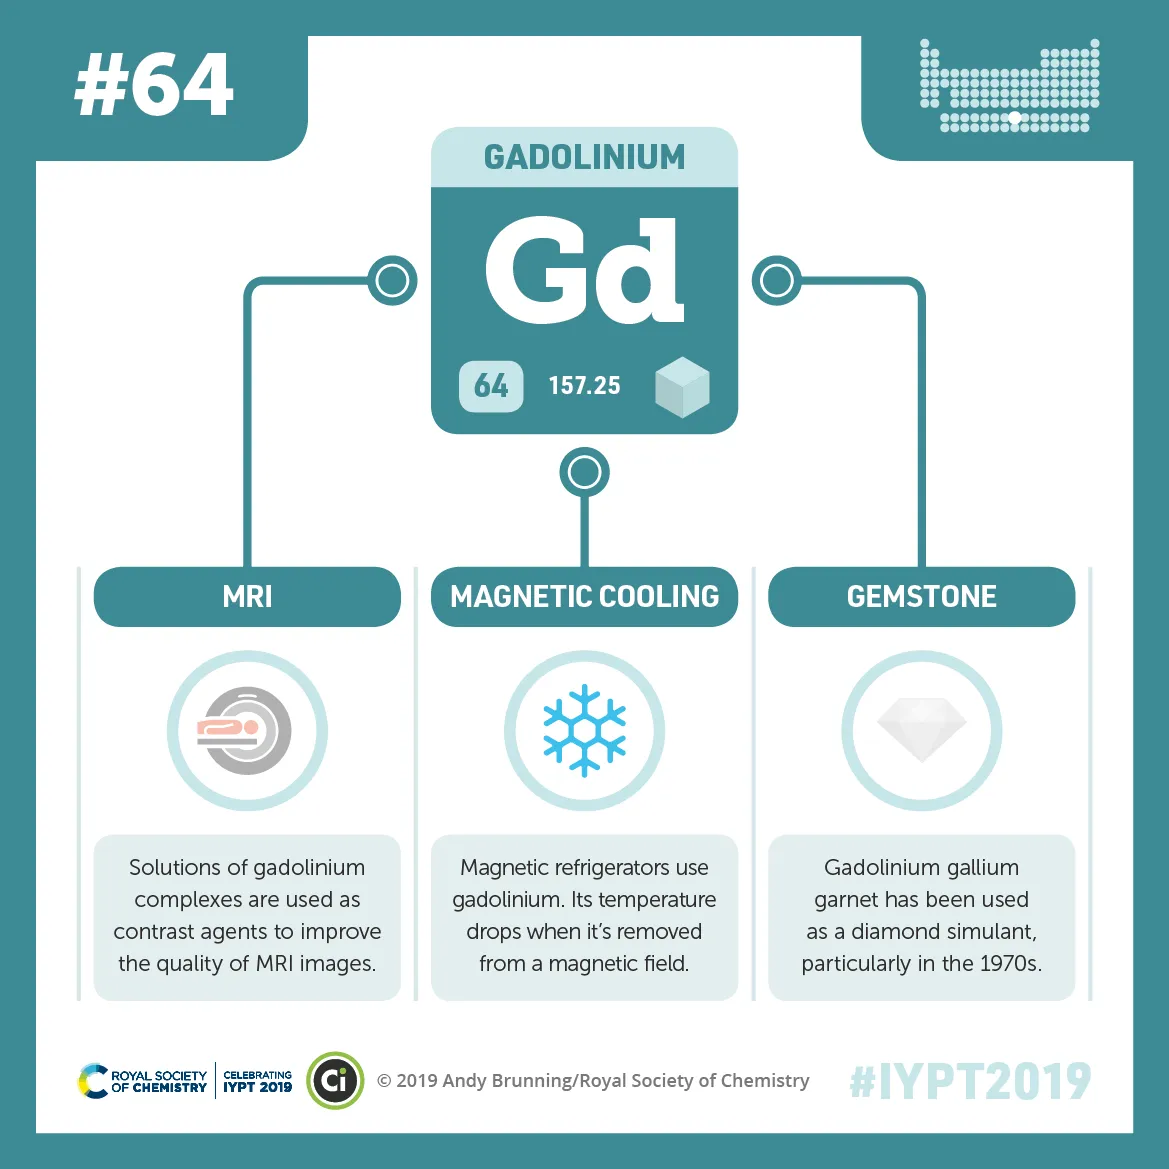 #64
GADOLINIUM
Gd
64
157.25
MRI
Solutions of gadolinium
complexes are used as
contrast agents to improve
the quality of MRI images.
MAGNETIC COOLING
Magnetic refrigerators use
gadolinium. Its temperature
drops when it's removed
from a magnetic field.
GEMSTONE
Gadolinium gallium
garnet has been used
as a diamond simulant,
particularly in the 1970s.
ROYAL SOCIETY
OF CHEMISTRY
CELEBRATING
IYPT 2019
Ci
© 2019 Andy Brunning/Royal Society of Chemistry
#IYPT2019